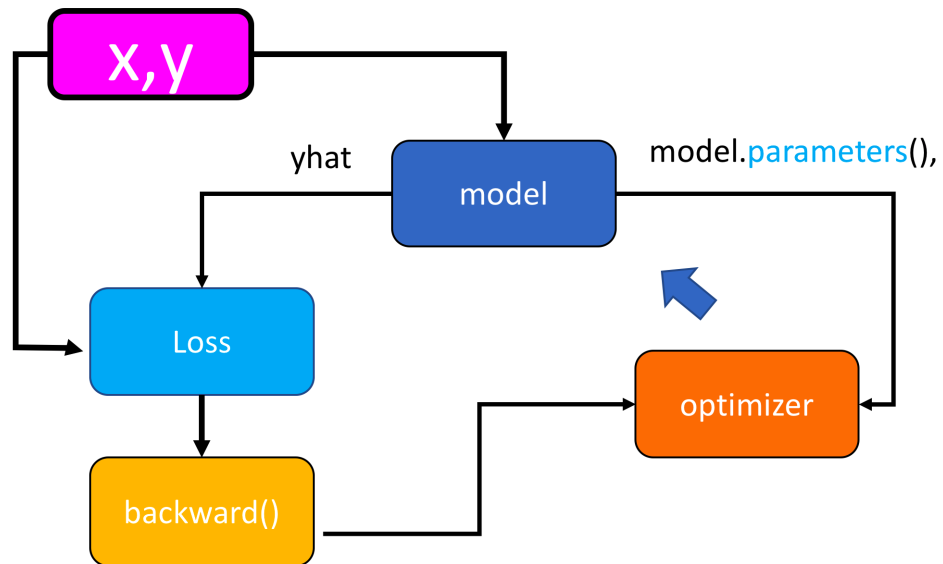 x,y
yhat
model.parameters(),
model
Loss
optimizer
backward()